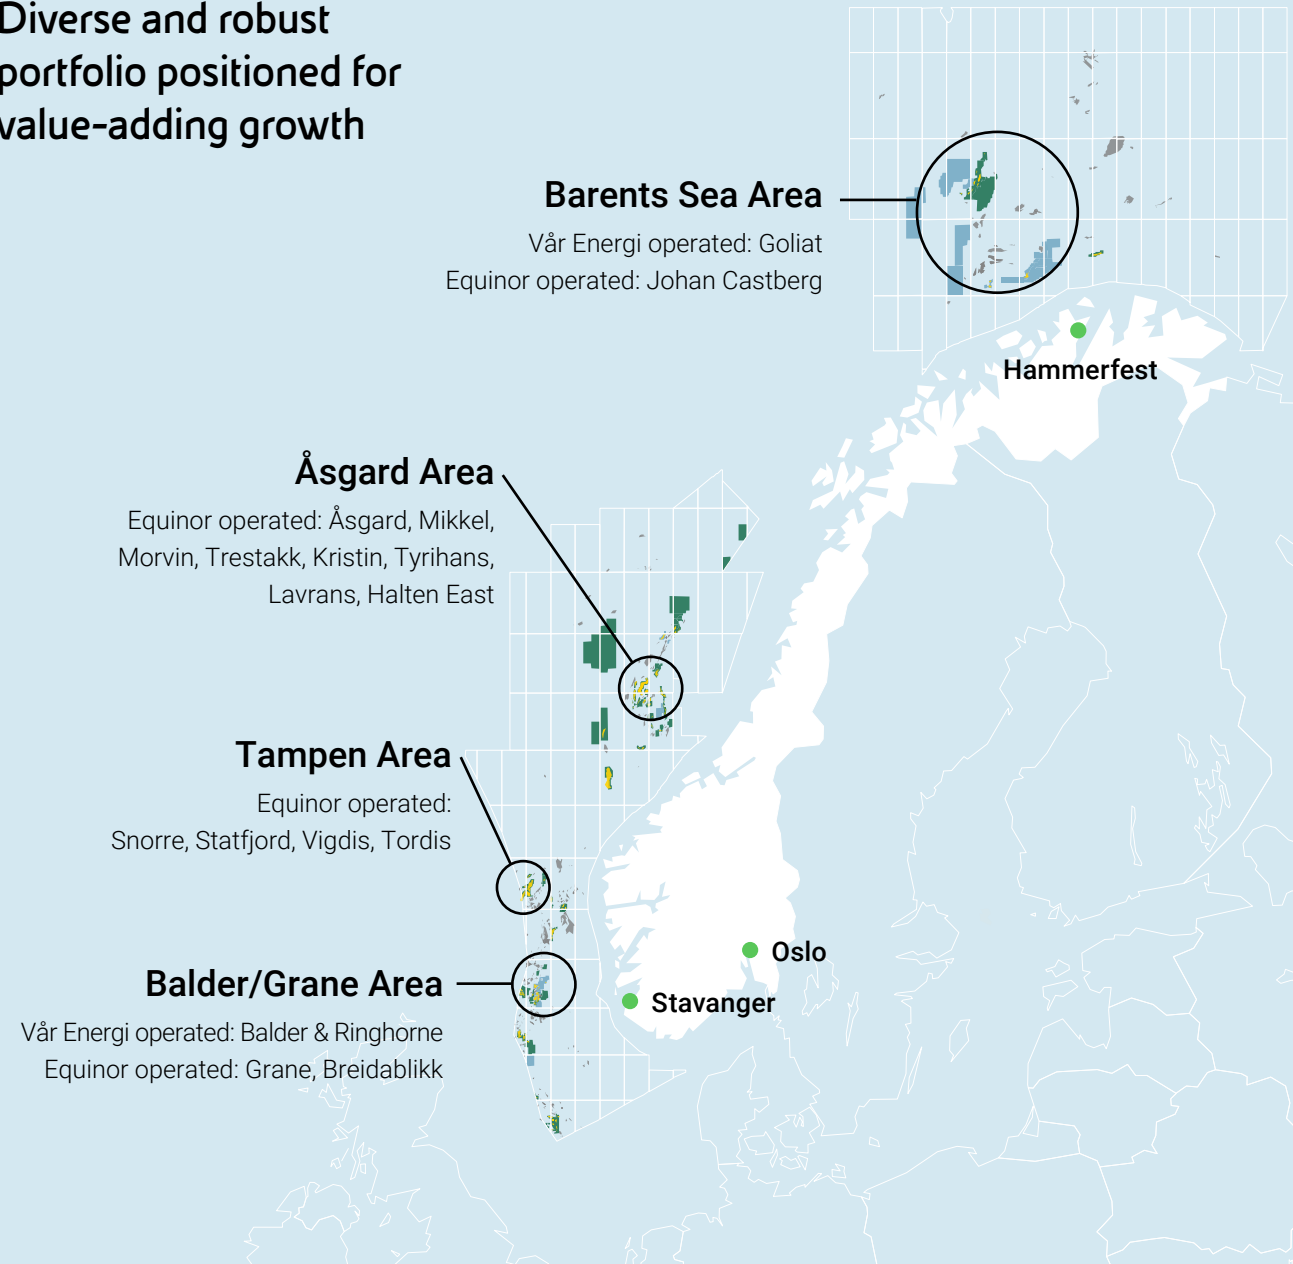 Diverse and robust
portfolio positioned for
value-adding growth
Barents Sea Area
Vår Energi operated: Goliat
Equinor operated: Johan Castberg
Hammerfest
Åsgard Area
Equinor operated: Åsgard, Mikkel,
Morvin, Trestakk, Kristin, Tyrihans,
Lavrans, Halten East
Tampen Area
Equinor operated:
Snorre, Statfjord, Vigdis, Tordis
Oslo
Balder/Grane Area
Stavanger
Vår Energi operated: Balder & Ringhorne
Equinor operated: Grane, Breidablikk